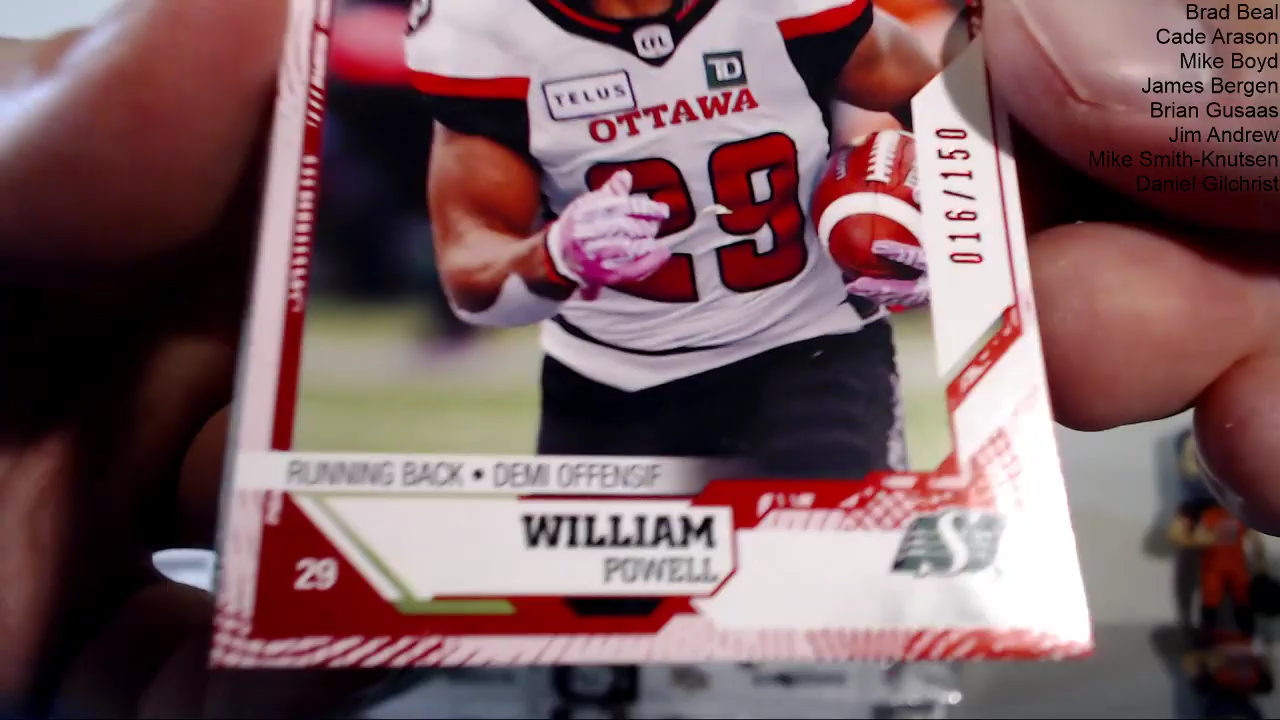 Brad Beal
Cade Arason
Mike Boyd
James Bergen
Brian Gusaas
Jim Andrew
Mike Smith-Knutsen
Daniel Gilchrist
CFL
TD
TELUS
OTTAWA
29
016/150
RUNNING BACK • DEMI OFFENSIF
WILLIAM
POWELL
29
S